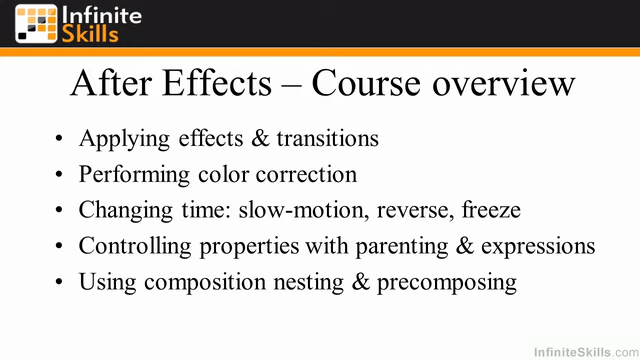 Infinite
Skills
After Effects – Course overview
• Applying effects & transitions
• Performing color correction
• Changing time: slow-motion, reverse, freeze
• Controlling properties with parenting & expressions
• Using composition nesting & precomposing
InfiniteSkills.com